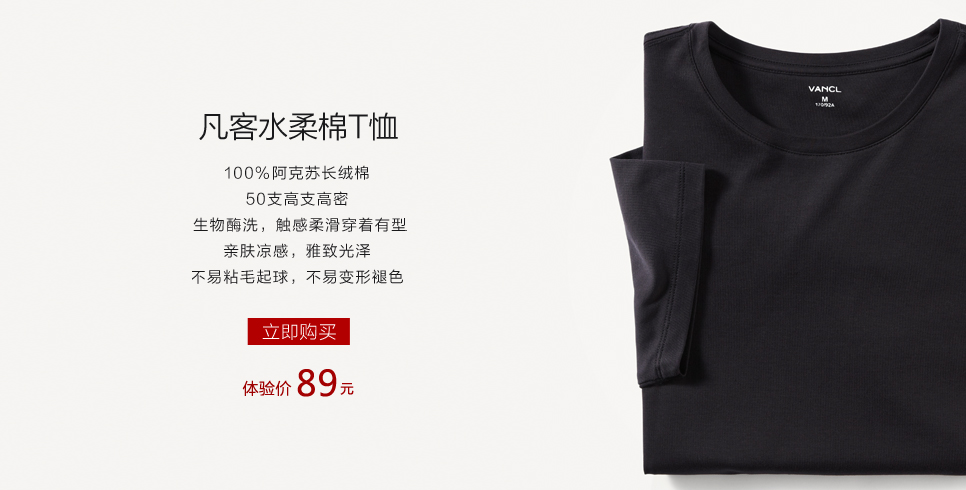 凡客水柔棉T恤
100%阿克苏长绒棉
50支高支高密
生物酶洗，触感柔滑穿着有型
亲肤凉感，雅致光泽
不易粘毛起球，不易变形褪色
立即购买
体验价 89元
VANCL
M
170/92A